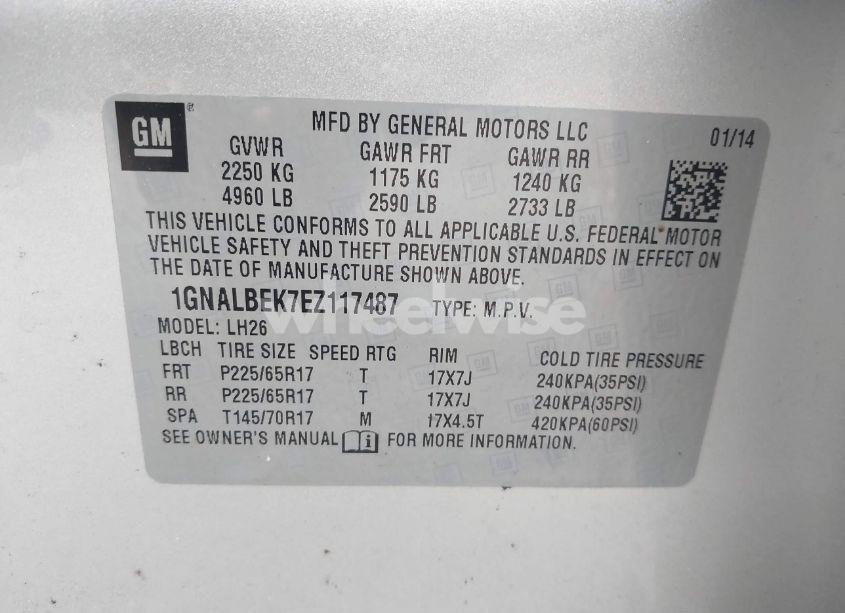 GM
MFD BY GENERAL MOTORS LLC 01/14
GVWR GAWR FRT GAWR RR
2250 KG 1175 KG 1240 KG
4960 LB 2590 LB 2733 LB
THIS VEHICLE CONFORMS TO ALL APPLICABLE U.S. FEDERAL MOTOR
VEHICLE SAFETY AND THEFT PREVENTION STANDARDS IN EFFECT ON
THE DATE OF MANUFACTURE SHOWN ABOVE.
1GNALBEK7EZ117487 TYPE: M.P.V.
wheelwise
MODEL: LH26
LBCH TIRE SIZE SPEED RTG RIM COLD TIRE PRESSURE
FRT P225/65R17 T 17X7J 240KPA(35PSI)
RR P225/65R17 T 17X7J 240KPA(35PSI)
SPA T145/70R17 M 17X4.5T 420KPA(60PSI)
SEE OWNER'S MANUAL i FOR MORE INFORMATION.